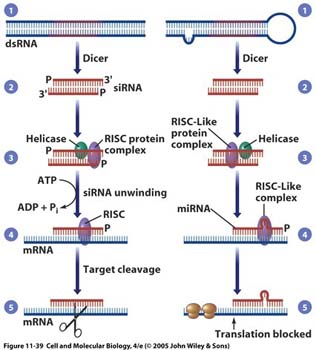 1
1
dsRNA
Dicer
Dicer
2
P
3'
siRNA
3'
P
2
Helicase
RISC protein
complex
P
P
3
RISC-Like
protein
complex
Helicase
3
ATP
ADP + Pi
siRNA unwinding
RISC
P
4
mRNA
RISC-Like
complex
miRNA
P
4
Target cleavage
5
mRNA
5
Translation blocked
Figure 11-39 Cell and Molecular Biology, 4/e (© 2005 John Wiley & Sons)